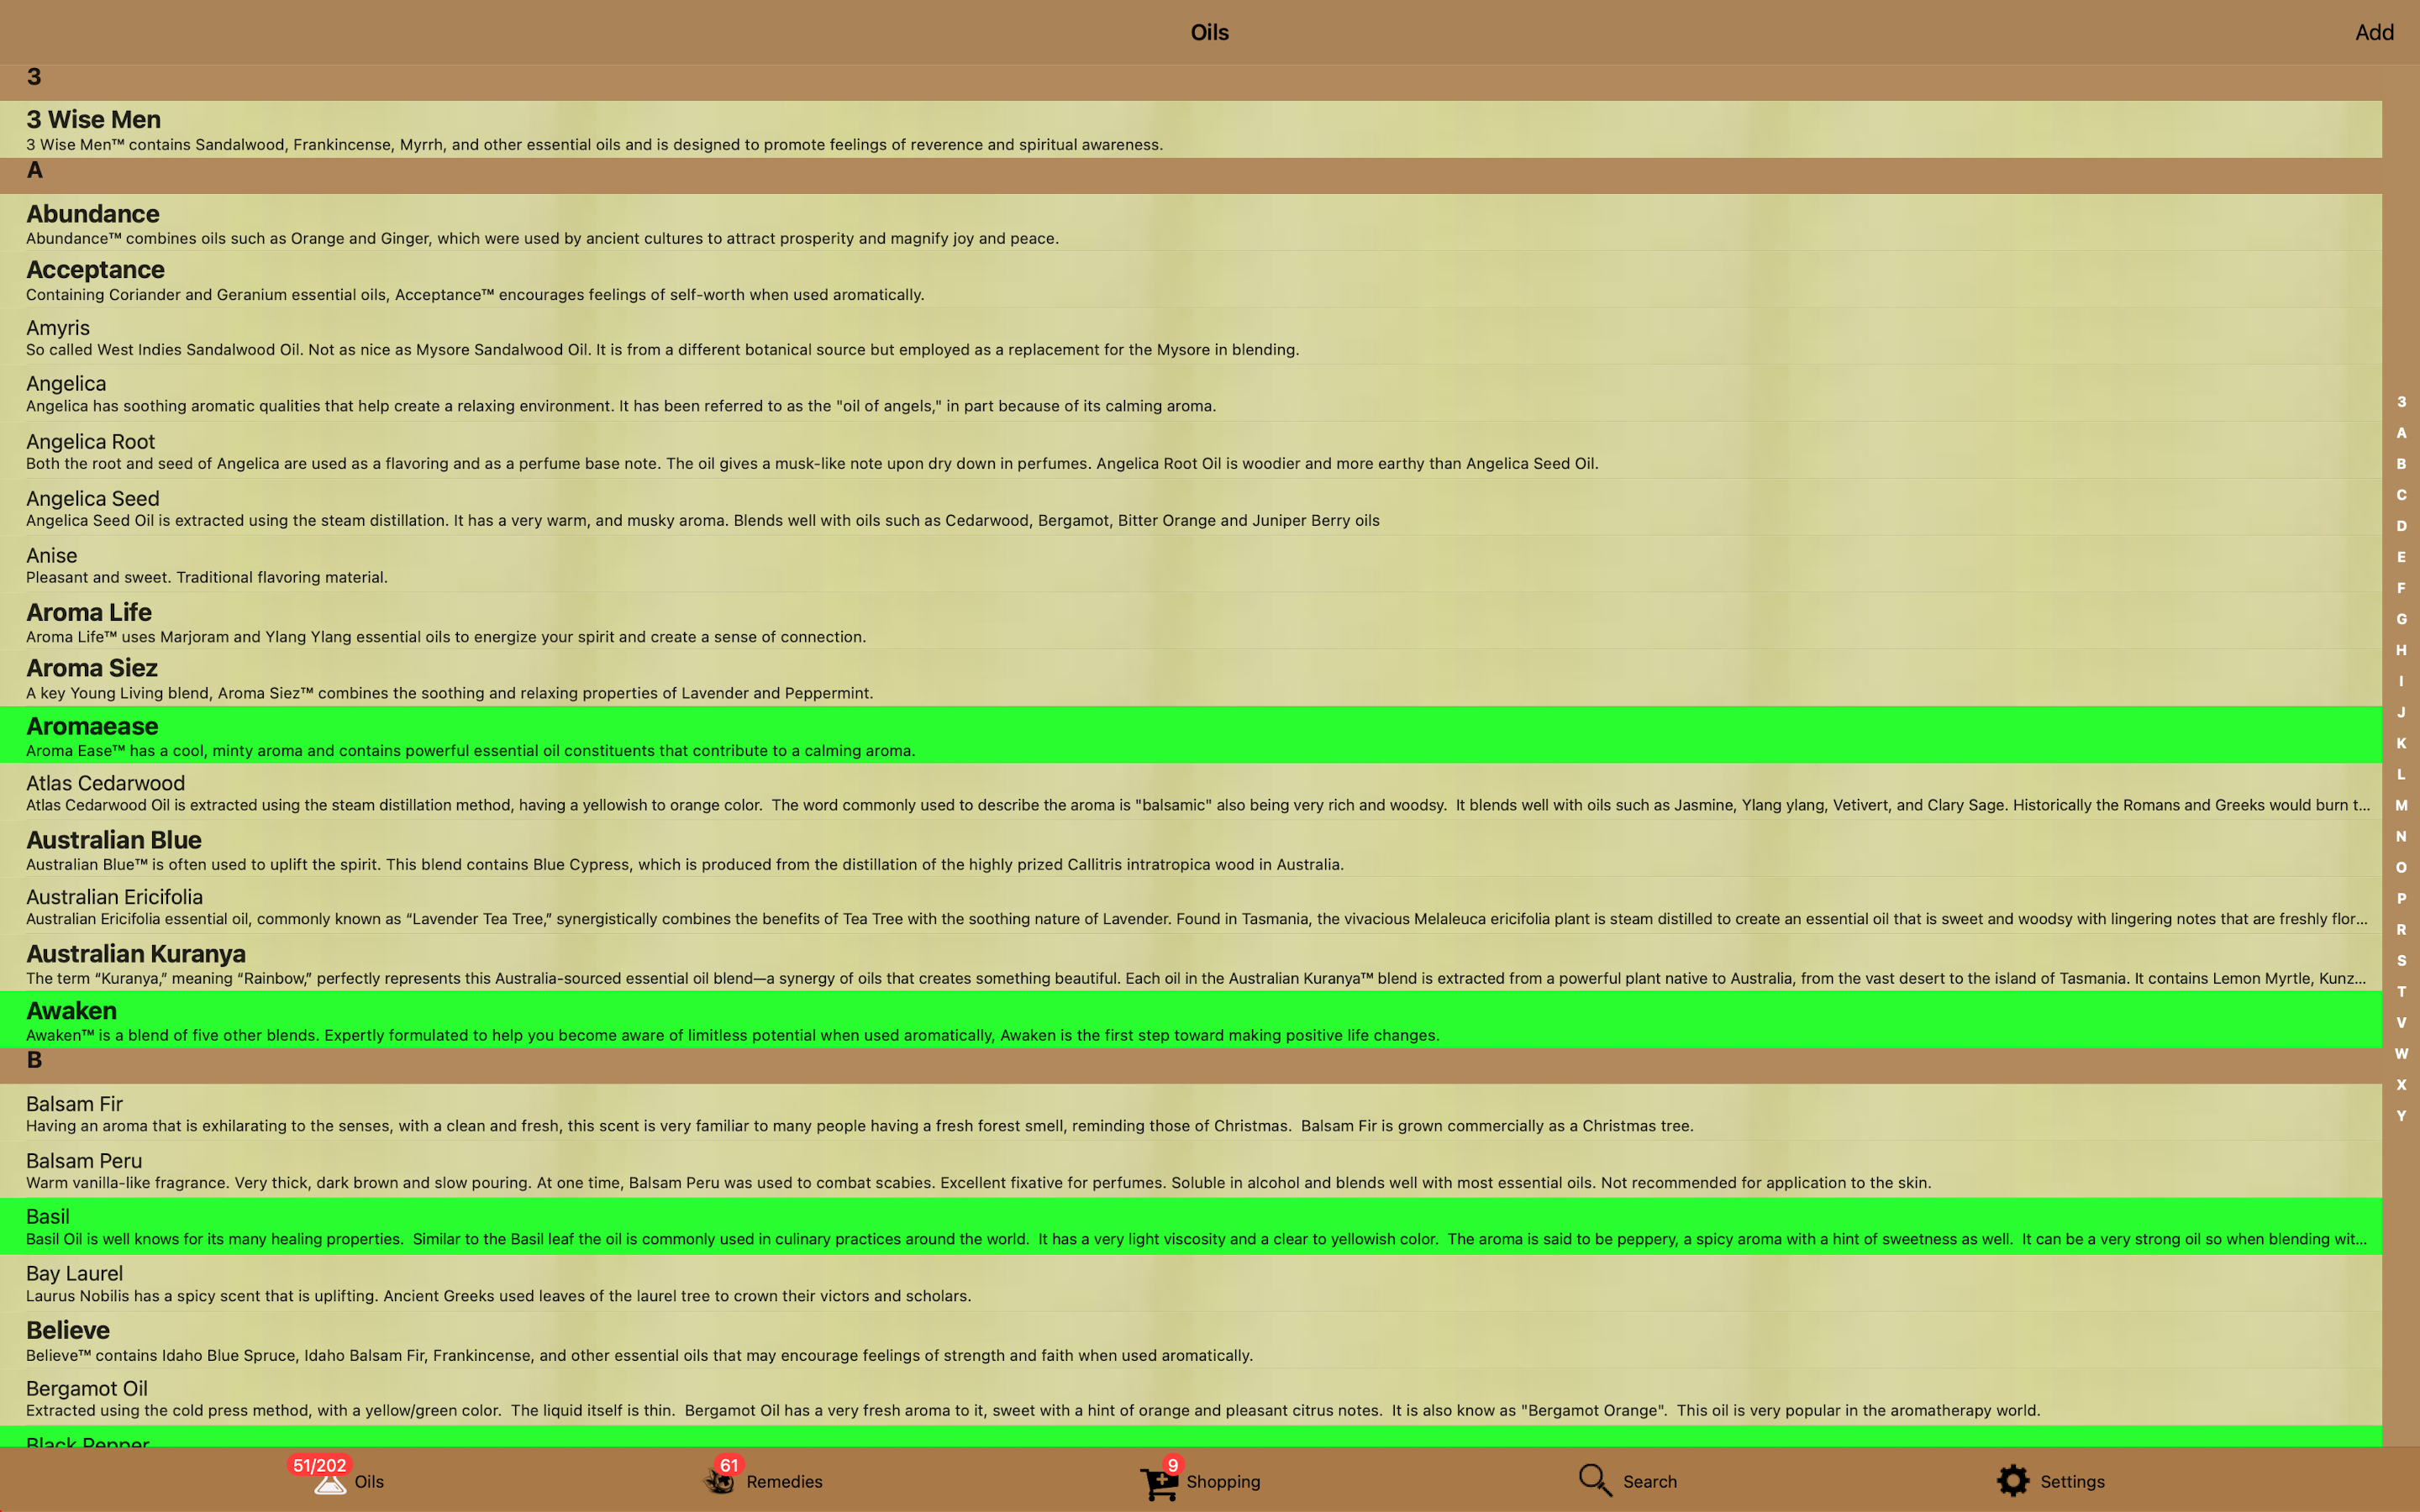 Oils
Add
3
3 Wise Men
3 Wise Men™ contains Sandalwood, Frankincense, Myrrh, and other essential oils and is designed to promote feelings of reverence and spiritual awareness.
A
Abundance
Abundance™ combines oils such as Orange and Ginger, which were used by ancient cultures to attract prosperity and magnify joy and peace.
Acceptance
Containing Coriander and Geranium essential oils, Acceptance™ encourages feelings of self-worth when used aromatically.
Amyris
So called West Indies Sandalwood Oil. Not as nice as Mysore Sandalwood Oil. It is from a different botanical source but employed as a replacement for the Mysore in blending.
Angelica
Angelica has soothing aromatic qualities that help create a relaxing environment. It has been referred to as the "oil of angels," in part because of its calming aroma.
Angelica Root
Both the root and seed of Angelica are used as a flavoring and as a perfume base note. The oil gives a musk-like note upon dry down in perfumes. Angelica Root Oil is woodier and more earthy than Angelica Seed Oil.
Angelica Seed
Angelica Seed Oil is extracted using the steam distillation. It has a very warm, and musky aroma. Blends well with oils such as Cedarwood, Bergamot, Bitter Orange and Juniper Berry oils
Anise
Pleasant and sweet. Traditional flavoring material.
Aroma Life
Aroma Life™ uses Marjoram and Ylang Ylang essential oils to energize your spirit and create a sense of connection.
Aroma Siez
A key Young Living blend, Aroma Siez™ combines the soothing and relaxing properties of Lavender and Peppermint.
Aromaease
Aroma Ease™ has a cool, minty aroma and contains powerful essential oil constituents that contribute to a calming aroma.
Atlas Cedarwood
Atlas Cedarwood Oil is extracted using the steam distillation method, having a yellowish to orange color.  The word commonly used to describe the aroma is "balsamic" also being very rich and woodsy.  It blends well with oils such as Jasmine, Ylang ylang, Vetivert, and Clary Sage. Historically the Romans and Greeks would burn t...
Australian Blue
Australian Blue™ is often used to uplift the spirit. This blend contains Blue Cypress, which is produced from the distillation of the highly prized Callitris intratropica wood in Australia.
Australian Ericifolia
Australian Ericifolia essential oil, commonly known as “Lavender Tea Tree,” synergistically combines the benefits of Tea Tree with the soothing nature of Lavender. Found in Tasmania, the vivacious Melaleuca ericifolia plant is steam distilled to create an essential oil that is sweet and woodsy with lingering notes that are freshly flor...
Australian Kuranya
The term “Kuranya,” meaning “Rainbow,” perfectly represents this Australia-sourced essential oil blend—a synergy of oils that creates something beautiful. Each oil in the Australian Kuranya™ blend is extracted from a powerful plant native to Australia, from the vast desert to the island of Tasmania. It contains Lemon Myrtle, Kunz...
Awaken
Awaken™ is a blend of five other blends. Expertly formulated to help you become aware of limitless potential when used aromatically, Awaken is the first step toward making positive life changes.
B
Balsam Fir
Having an aroma that is exhilarating to the senses, with a clean and fresh, this scent is very familiar to many people having a fresh forest smell, reminding those of Christmas.  Balsam Fir is grown commercially as a Christmas tree.
Balsam Peru
Warm vanilla-like fragrance. Very thick, dark brown and slow pouring. At one time, Balsam Peru was used to combat scabies. Excellent fixative for perfumes. Soluble in alcohol and blends well with most essential oils. Not recommended for application to the skin.
Basil
Basil Oil is well knows for its many healing properties.  Similar to the Basil leaf the oil is commonly used in culinary practices around the world.  It has a very light viscosity and a clear to yellowish color.  The aroma is said to be peppery, a spicy aroma with a hint of sweetness as well.  It can be a very strong oil so when blending wit...
Bay Laurel
Laurus Nobilis has a spicy scent that is uplifting. Ancient Greeks used leaves of the laurel tree to crown their victors and scholars.
Believe
Believe™ contains Idaho Blue Spruce, Idaho Balsam Fir, Frankincense, and other essential oils that may encourage feelings of strength and faith when used aromatically.
Bergamot Oil
Extracted using the cold press method, with a yellow/green color.  The liquid itself is thin.  Bergamot Oil has a very fresh aroma to it, sweet with a hint of orange and pleasant citrus notes.  It is also know as "Bergamot Orange".  This oil is very popular in the aromatherapy world.
Black Pepper
3
A
B
C
D
E
F
G
H
I
J
K
L
M
N
O
P
R
S
T
V
W
X
Y
51/202
Oils
61
Remedies
9
Shopping
Search
Settings